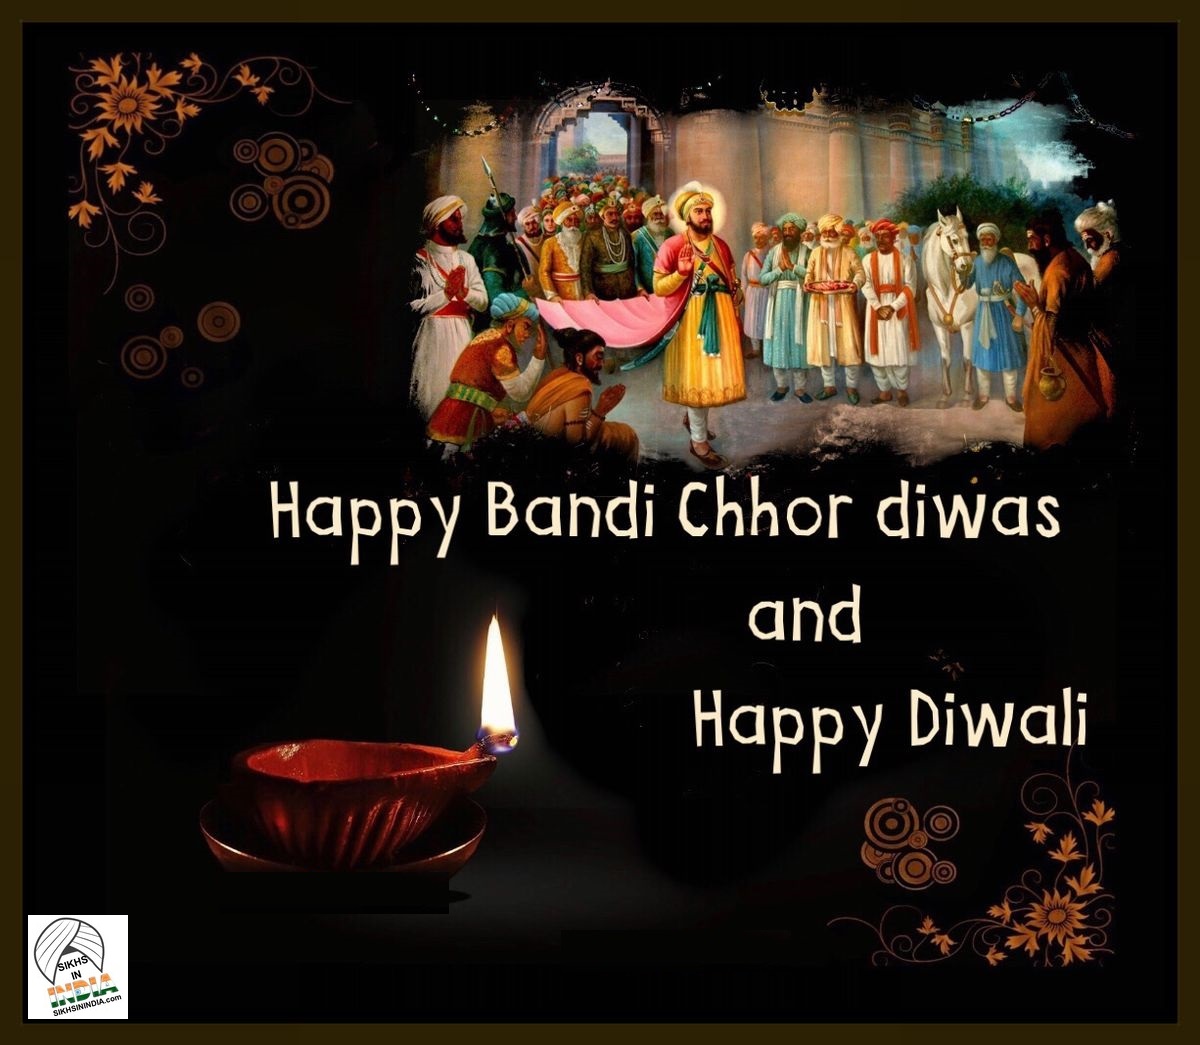 Happy Bandi Chhor diwas
and
Happy Diwali
SIKHS
IN
INDIA
SIKHSININDIA.com